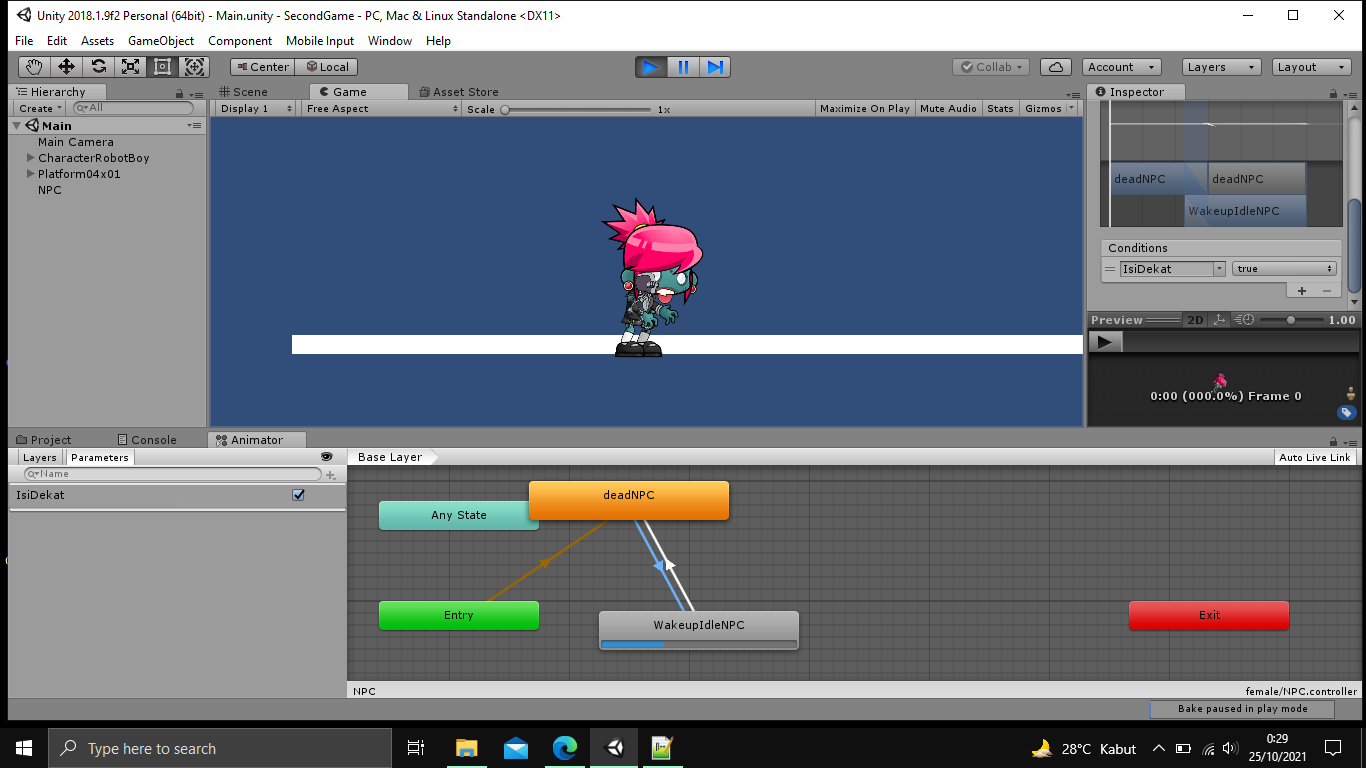 Unity 2018.1.9f2 Personal (64bit) - Main.unity - SecondGame - PC, Mac & Linux Standalone <DX11>
File Edit Assets GameObject Component Mobile Input Window Help
Center Local Collab Account Layers Layout
Hierarchy Scene Game Asset Store Inspector
Create All Display 1 Free Aspect Scale 1x Maximize On Play Mute Audio Stats Gizmos
Main
Main Camera
CharacterRobotBoy
Platform04x01
NPC
deadNPC deadNPC
WakeupIdleNPC
Conditions
IsiDekat true
Preview 2D 1.00
0:00 (000.0%) Frame 0
Project Console Animator
Layers Parameters Base Layer Auto Live Link
Name
IsiDekat
deadNPC
Any State
Entry
WakeupIdleNPC
Exit
NPC female/NPC.controller
Bake paused in play mode
Type here to search 28°C Kabut 0:29
25/10/2021